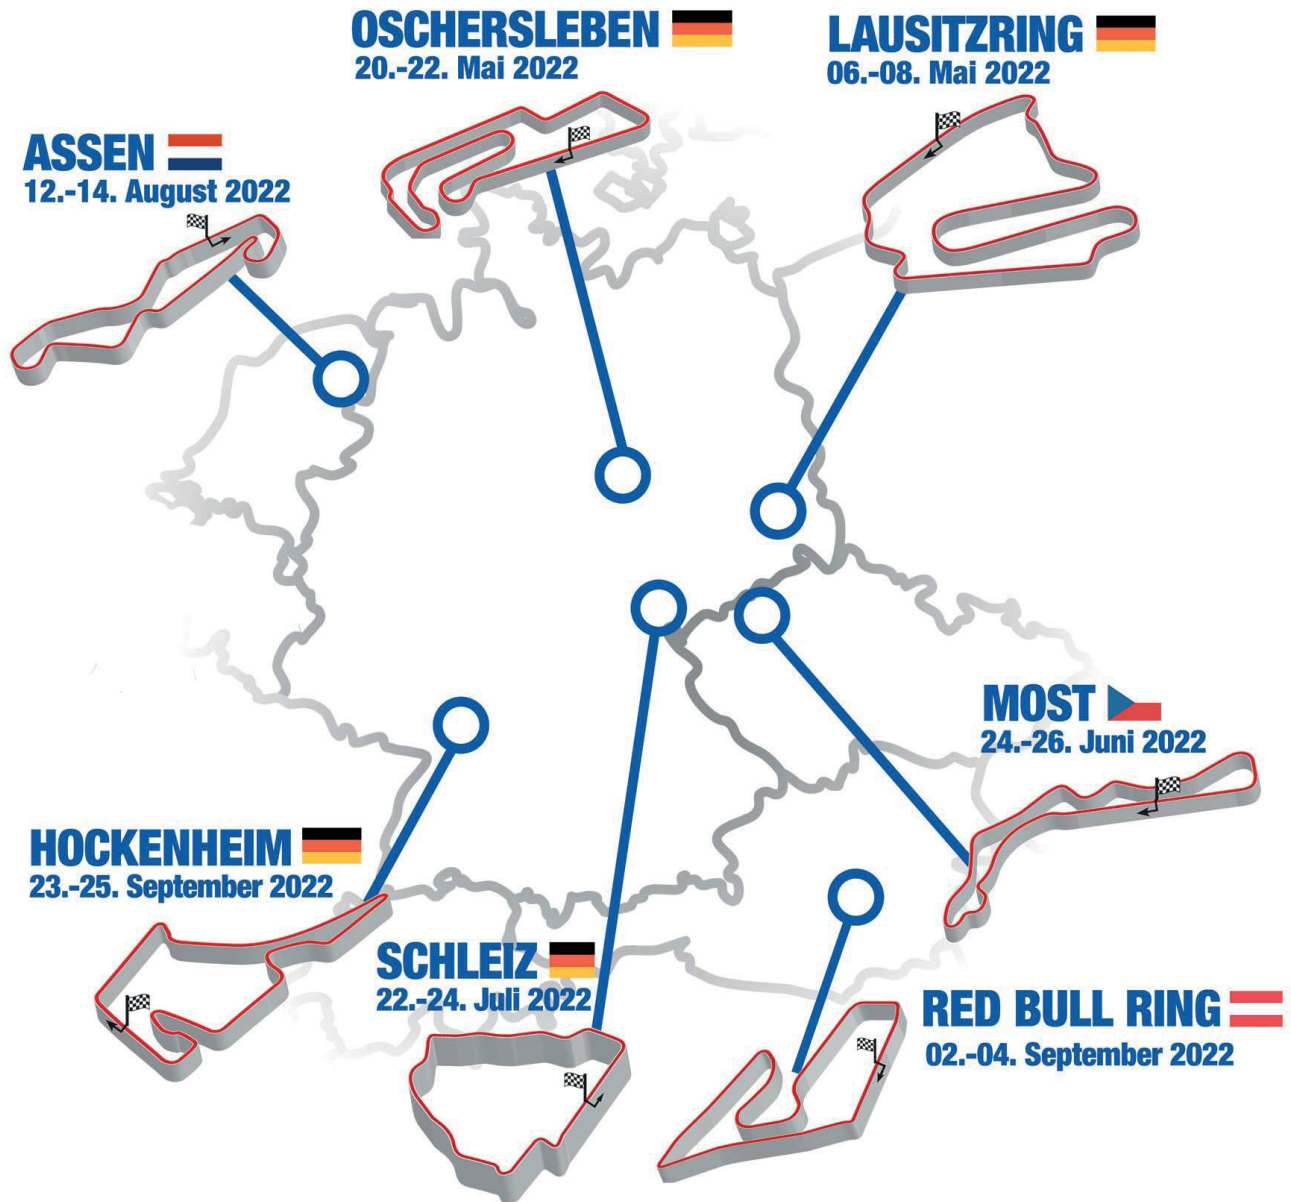 OSCHERSLEBEN
20.-22. Mai 2022
LAUSITZRING
06.-08. Mai 2022
ASSEN
12.-14. August 2022
MOST
24.-26. Juni 2022
HOCKENHEIM
23.-25. September 2022
SCHLEIZ
22.-24. Juli 2022
RED BULL RING
02.-04. September 2022